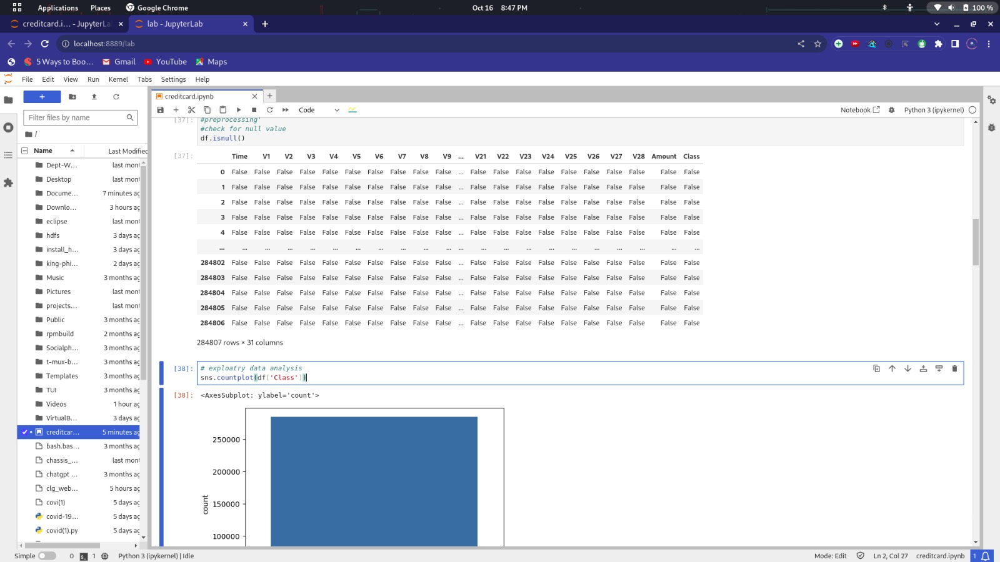 Applications Places Google Chrome Oct 16 8:47 PM 100 %
creditcard.i... - JupyterLa lab - JupyterLab
localhost:8889/lab
5 Ways to Boo... Gmail YouTube Maps
File Edit View Run Kernel Tabs Settings Help
creditcard.ipynb
Code Notebook Python 3 (ipykernel)
Filter files by name
/
Name Last Modified
Dept-W... last mont
Desktop last mont
Docume... 7 minutes ag
Downlo... 3 hours ag
eclipse last mont
hdfs 3 days ag
install_h... 3 days ag
king-phi... 2 days ag
Music 3 months ag
Pictures last mont
projects... last mont
Public 3 months ag
rpmbuild 2 months ag
Socialph... 3 months ag
t-mux-b... 3 months ag
Templates 3 months ag
TUI 3 months ag
Videos 1 hour ag
VirtualB... 3 days ag
creditcar... 5 minutes ag
bash.bas... 3 months ag
chassis_... last mont
chatgpt ... 3 months ag
clg_web... 5 hours ag
covi(1) 5 days ag
covid-19... 5 days ag
covid(1).py 5 days ag
[37]: #preprocessing'
#check for null value
df.isnull()
[37]: Time V1 V2 V3 V4 V5 V6 V7 V8 V9 ... V21 V22 V23 V24 V25 V26 V27 V28 Amount Class
0 False False False False False False False False False False ... False False False False False False False False False False
1 False False False False False False False False False False ... False False False False False False False False False False
2 False False False False False False False False False False ... False False False False False False False False False False
3 False False False False False False False False False False ... False False False False False False False False False False
4 False False False False False False False False False False ... False False False False False False False False False False
... ... ... ... ... ... ... ... ... ... ... ... ... ... ... ... ... ... ... ... ... ...
284802 False False False False False False False False False False ... False False False False False False False False False False
284803 False False False False False False False False False False ... False False False False False False False False False False
284804 False False False False False False False False False False ... False False False False False False False False False False
284805 False False False False False False False False False False ... False False False False False False False False False False
284806 False False False False False False False False False False ... False False False False False False False False False False
284807 rows × 31 columns
[38]: # exploatry data analysis
sns.countplot(df['Class'])
[38]: <AxesSubplot: ylabel='count'>
250000
200000
150000
100000
count
Simple 0 $_ 1 Python 3 (ipykernel) | Idle Mode: Edit Ln 2, Col 27 creditcard.ipynb 1